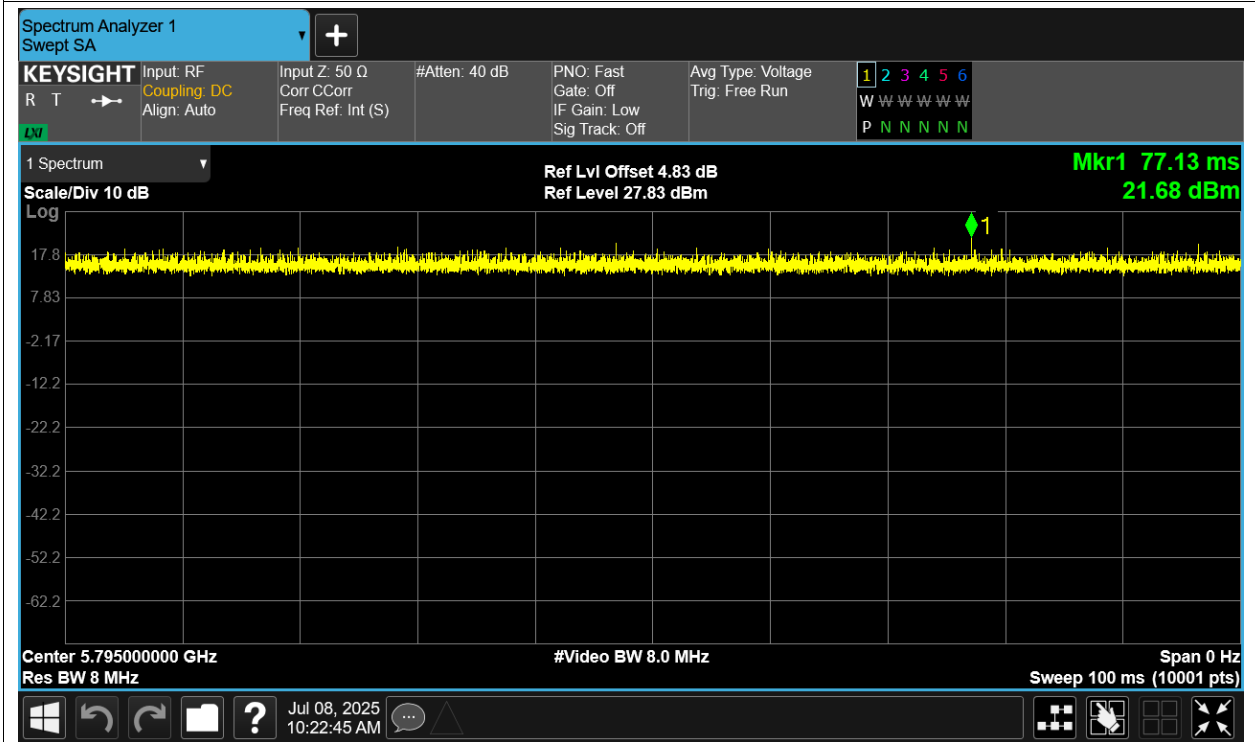 Spectrum Analyzer 1
Swept SA
+
KEYSIGHT
R T
LXI
Input: RF
Coupling: DC
Align: Auto
Input Z: 50 Ω
Corr CCorr
Freq Ref: Int (S)
#Atten: 40 dB
PNO: Fast
Gate: Off
IF Gain: Low
Sig Track: Off
Avg Type: Voltage
Trig: Free Run
1 2 3 4 5 6
W W W W W W
P N N N N N
1 Spectrum
Scale/Div 10 dB
Ref Lvl Offset 4.83 dB
Ref Level 27.83 dBm
Mkr1 77.13 ms
21.68 dBm
Log
1
17.8
7.83
-2.17
-12.2
-22.2
-32.2
-42.2
-52.2
-62.2
Center 5.795000000 GHz
#Video BW 8.0 MHz
Span 0 Hz
Res BW 8 MHz
Sweep 100 ms (10001 pts)
?
Jul 08, 2025
10:22:45 AM